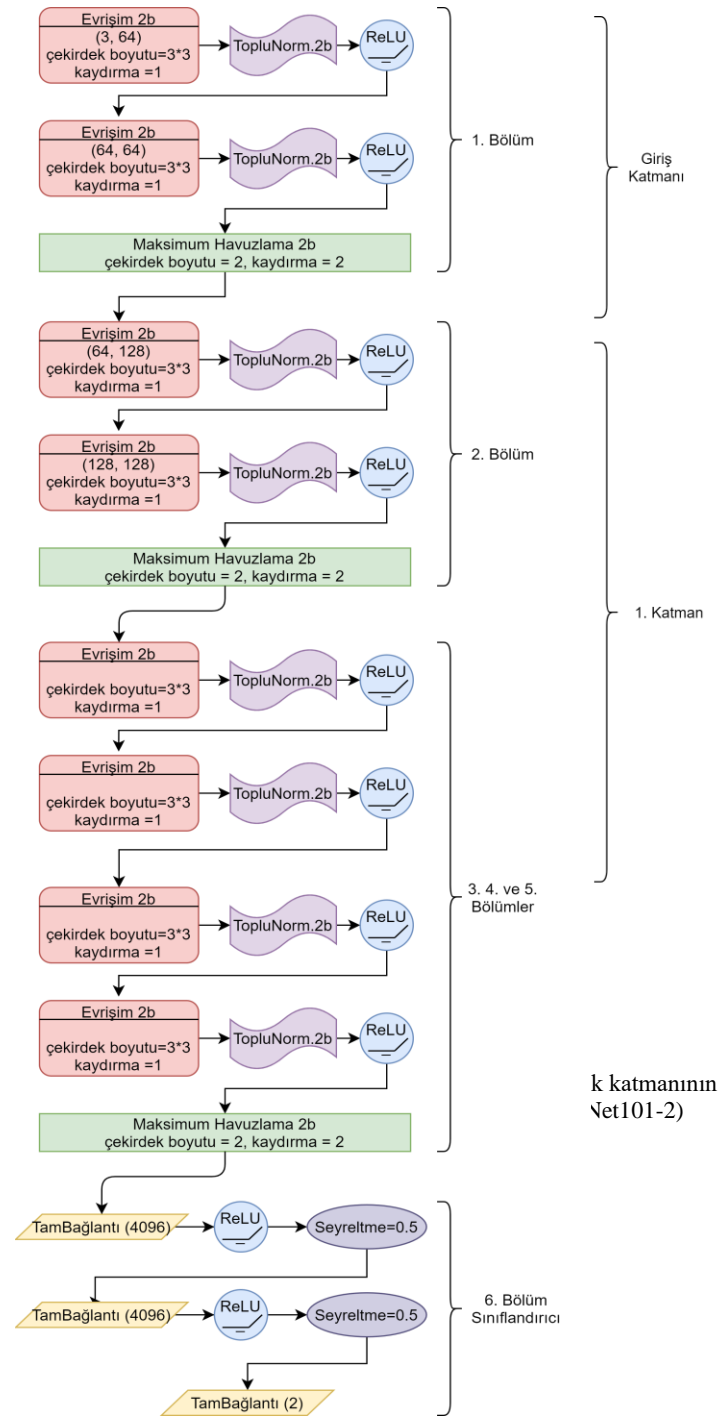 Evrişim 2b
(3, 64)
çekirdek boyutu=3*3
kaydırma =1
TopluNorm.2b
ReLU
Evrişim 2b
(64, 64)
çekirdek boyutu=3*3
kaydırma =1
TopluNorm.2b
ReLU
Maksimum Havuzlama 2b
çekirdek boyutu = 2, kaydırma = 2
1. Bölüm
Giriş
Katmanı
Evrişim 2b
(64, 128)
çekirdek boyutu=3*3
kaydırma =1
TopluNorm.2b
ReLU
Evrişim 2b
(128, 128)
çekirdek boyutu=3*3
kaydırma =1
TopluNorm.2b
ReLU
Maksimum Havuzlama 2b
çekirdek boyutu = 2, kaydırma = 2
2. Bölüm
1. Katman
Evrişim 2b
çekirdek boyutu=3*3
kaydırma =1
TopluNorm.2b
ReLU
Evrişim 2b
çekirdek boyutu=3*3
kaydırma =1
TopluNorm.2b
ReLU
Evrişim 2b
çekirdek boyutu=3*3
kaydırma =1
TopluNorm.2b
ReLU
Evrişim 2b
çekirdek boyutu=3*3
kaydırma =1
TopluNorm.2b
ReLU
Maksimum Havuzlama 2b
çekirdek boyutu = 2, kaydırma = 2
3. 4. ve 5.
Bölümler
k katmanının
Net101-2)
TamBağlantı (4096)
ReLU
Seyreltme=0.5
TamBağlantı (4096)
ReLU
Seyreltme=0.5
TamBağlantı (2)
6. Bölüm
Sınıflandırıcı